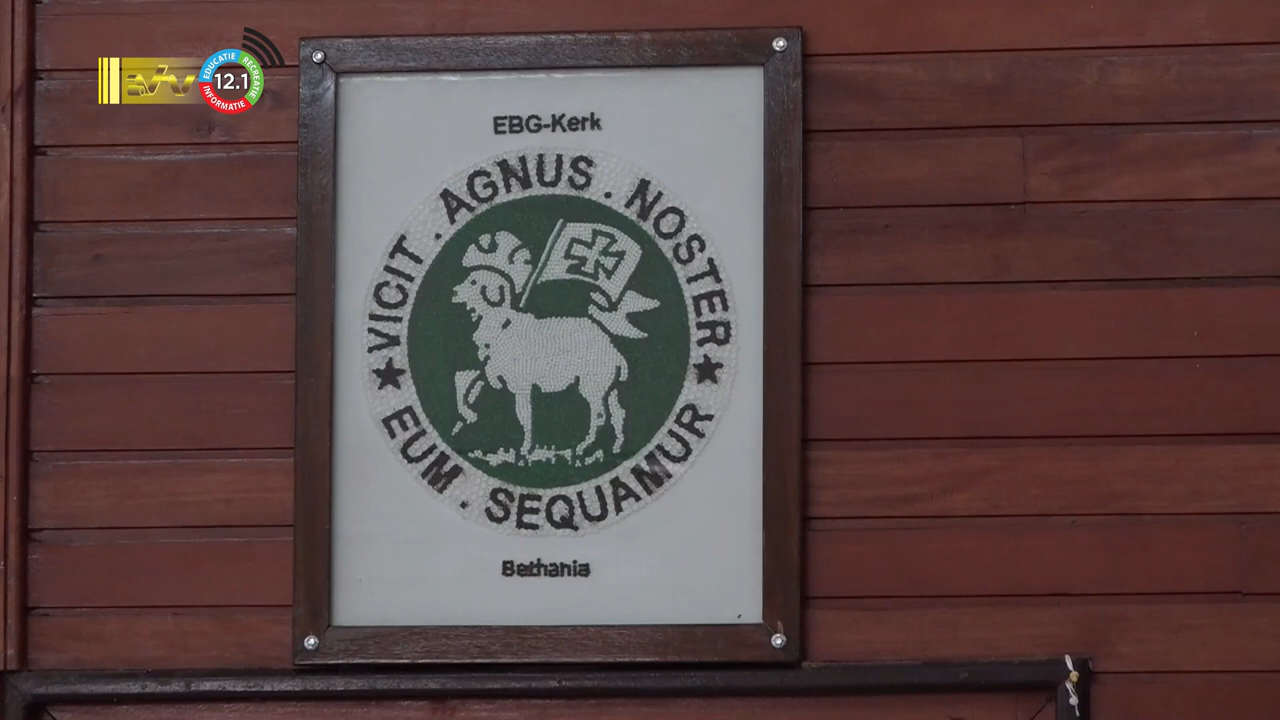 EDUCATIE RECREATIE INFORMATIE
12.1
EBG-Kerk
VICIT . AGNUS . NOSTER
★ EUM . SEQUAMUR ★
Bethania